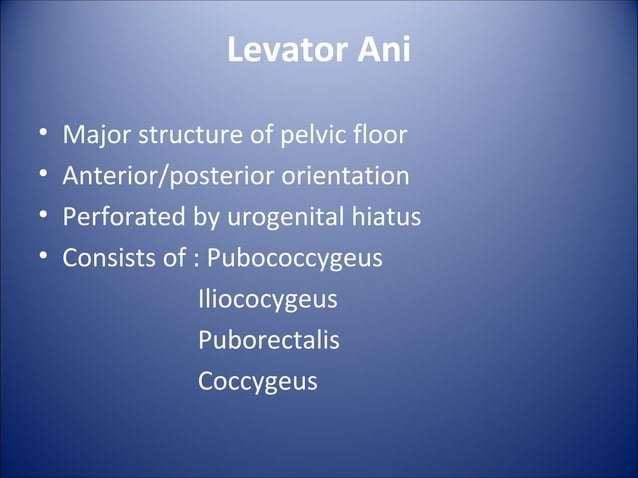 Levator Ani
• Major structure of pelvic floor
• Anterior/posterior orientation
• Perforated by urogenital hiatus
• Consists of : Pubococcygeus
Iliococygeus
Puborectalis
Coccygeus